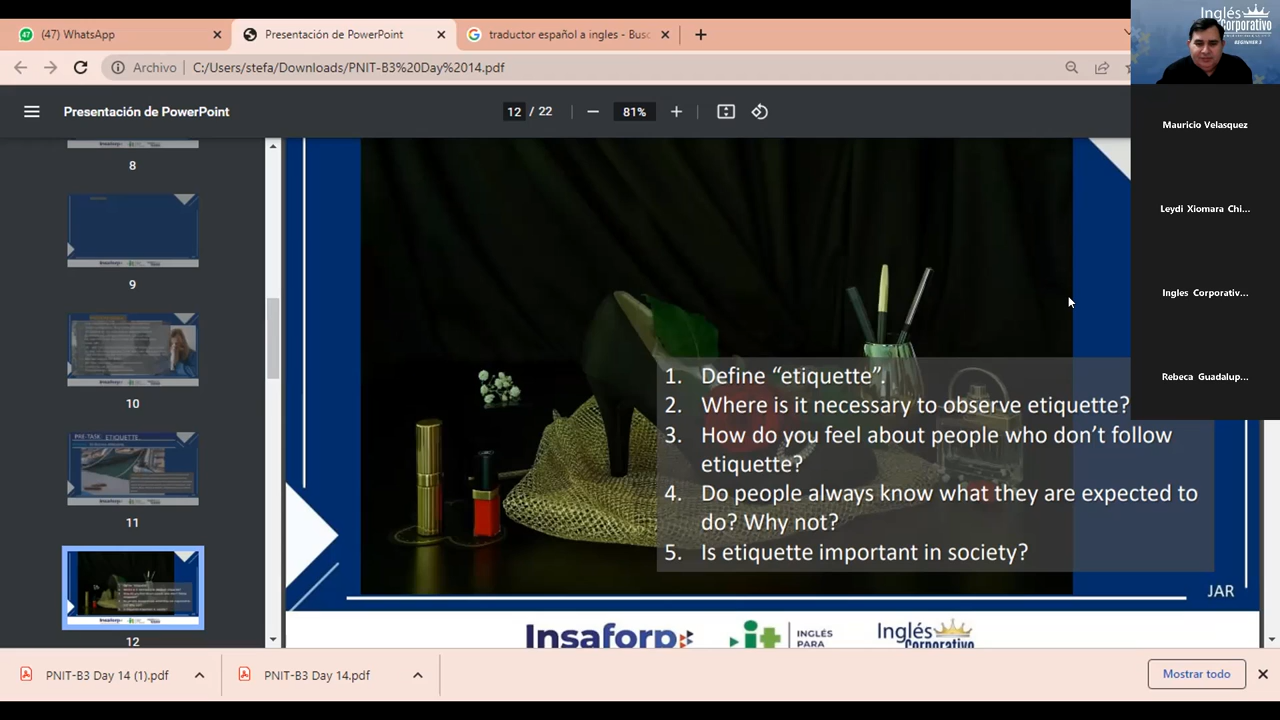 (47) WhatsApp
Presentación de PowerPoint
traductor español a ingles - Busc
Archivo
C:/Users/stefa/Downloads/PNIT-B3%20Day%2014.pdf
Presentación de PowerPoint
12 / 22
81%
8
9
10
11
12
PRE-TASK ETIQUETTE
1. Define “etiquette”.
2. Where is it necessary to observe etiquette?
3. How do you feel about people who don’t follow
etiquette?
4. Do people always know what they are expected to
do? Why not?
5. Is etiquette important in society?
JAR
Insaforp
it
INGLÉS
PARA
Inglés
Corporativo
Inglés
Corporativo
BEGINNER 3
Mauricio Velasquez
Leydi Xiomara Chi...
Ingles Corporativ...
Rebeca Guadalup...
PNIT-B3 Day 14 (1).pdf
PNIT-B3 Day 14.pdf
Mostrar todo